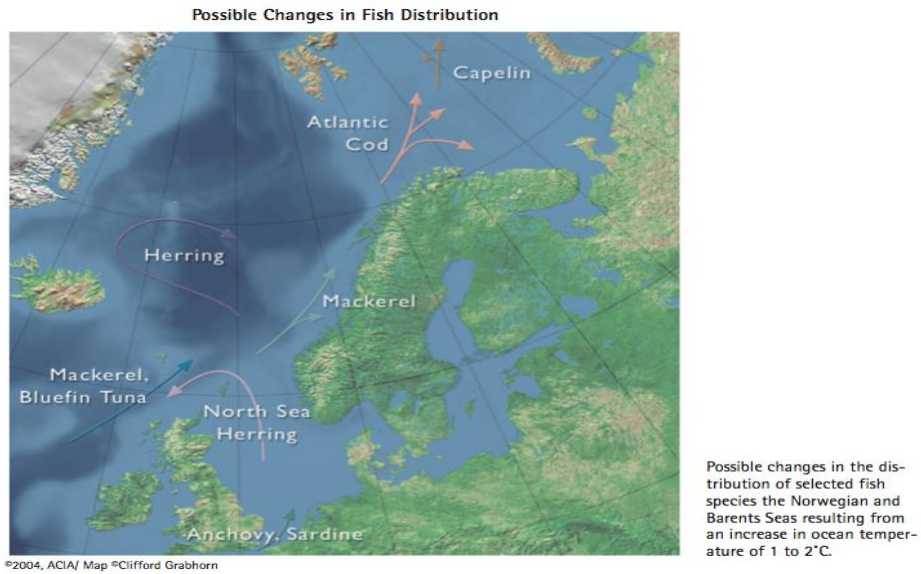 Possible Changes in Fish Distribution
Capelin
Atlantic
Cod
Herring
Mackerel
Mackerel,
Bluefin Tuna
North Sea
Herring
Anchovy, Sardine
Possible changes in the dis-
tribution of selected fish
species the Norwegian and
Barents Seas resulting from
an increase in ocean temper-
ature of 1 to 2˚C.
©2004, ACIA/ Map ©Clifford Grabhorn